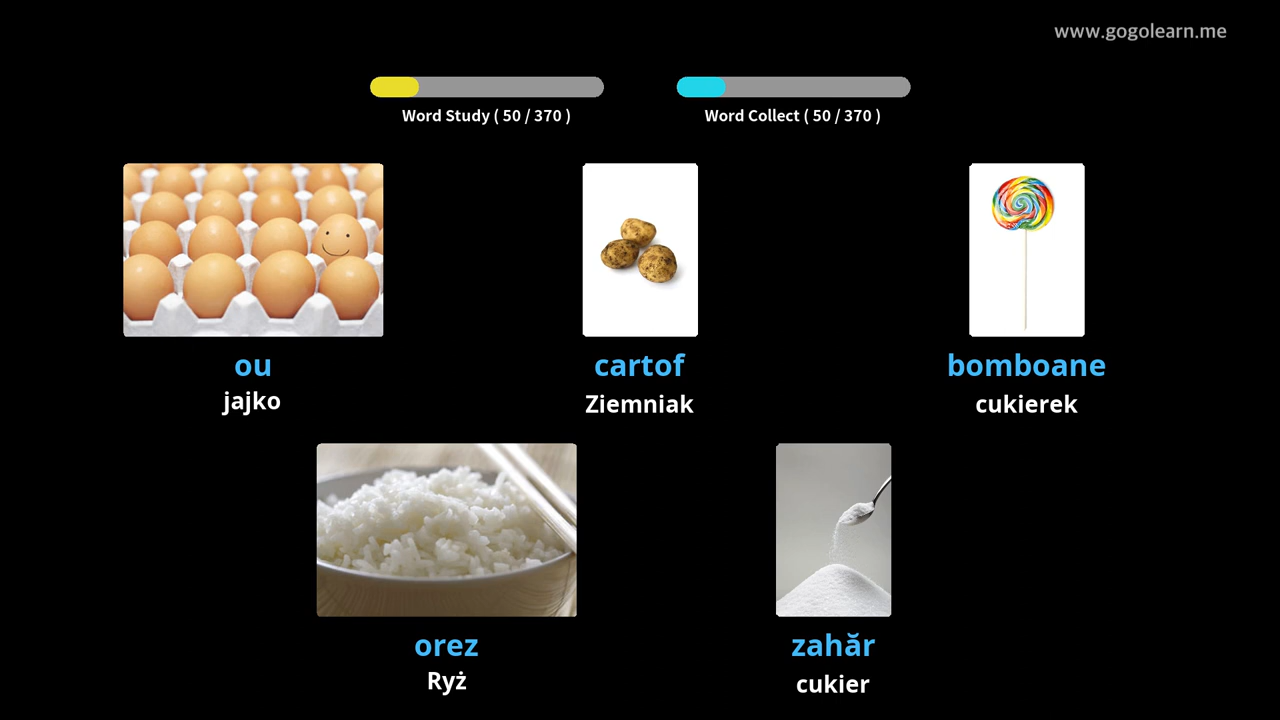 www.gogolearn.me
Word Study ( 50 / 370 )
Word Collect ( 50 / 370 )
ou
jajko
cartof
Ziemniak
bomboane
cukierek
orez
Ryż
zahăr
cukier